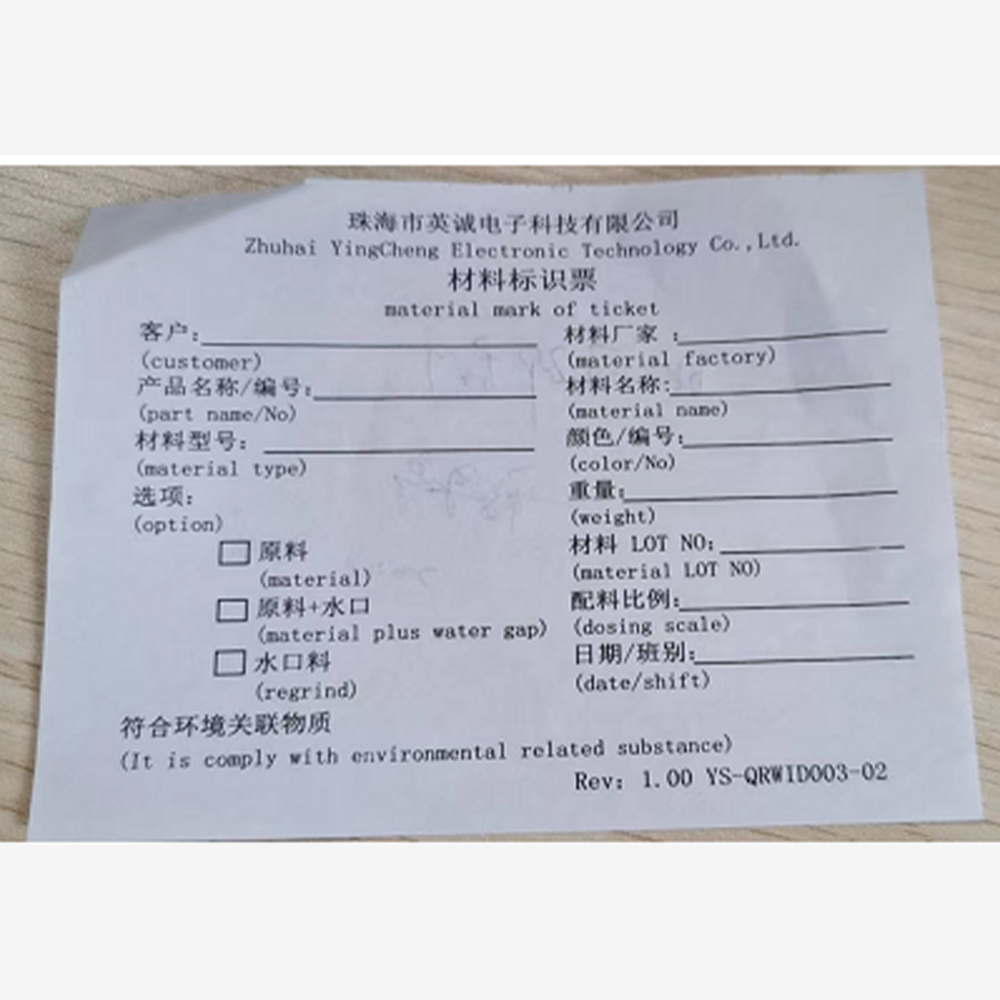 珠海市英诚电子科技有限公司
Zhuhai YingCheng Electronic Technology Co.,Ltd.
材料标识票
material mark of ticket
客户：
(customer)
产品名称/编号：
(part name/No)
材料型号：
(material type)
选项：
(option)
原料
(material)
原料+水口
(material plus water gap)
水口料
(regrind)
材料厂家：
(material factory)
材料名称：
(material name)
颜色/编号：
(color/No)
重量：
(weight)
材料 LOT NO：
(material LOT NO)
配料比例：
(dosing scale)
日期/班别：
(date/shift)
符合环境关联物质
(It is comply with environmental related substance)
Rev： 1.00 YS-QRWID003-02